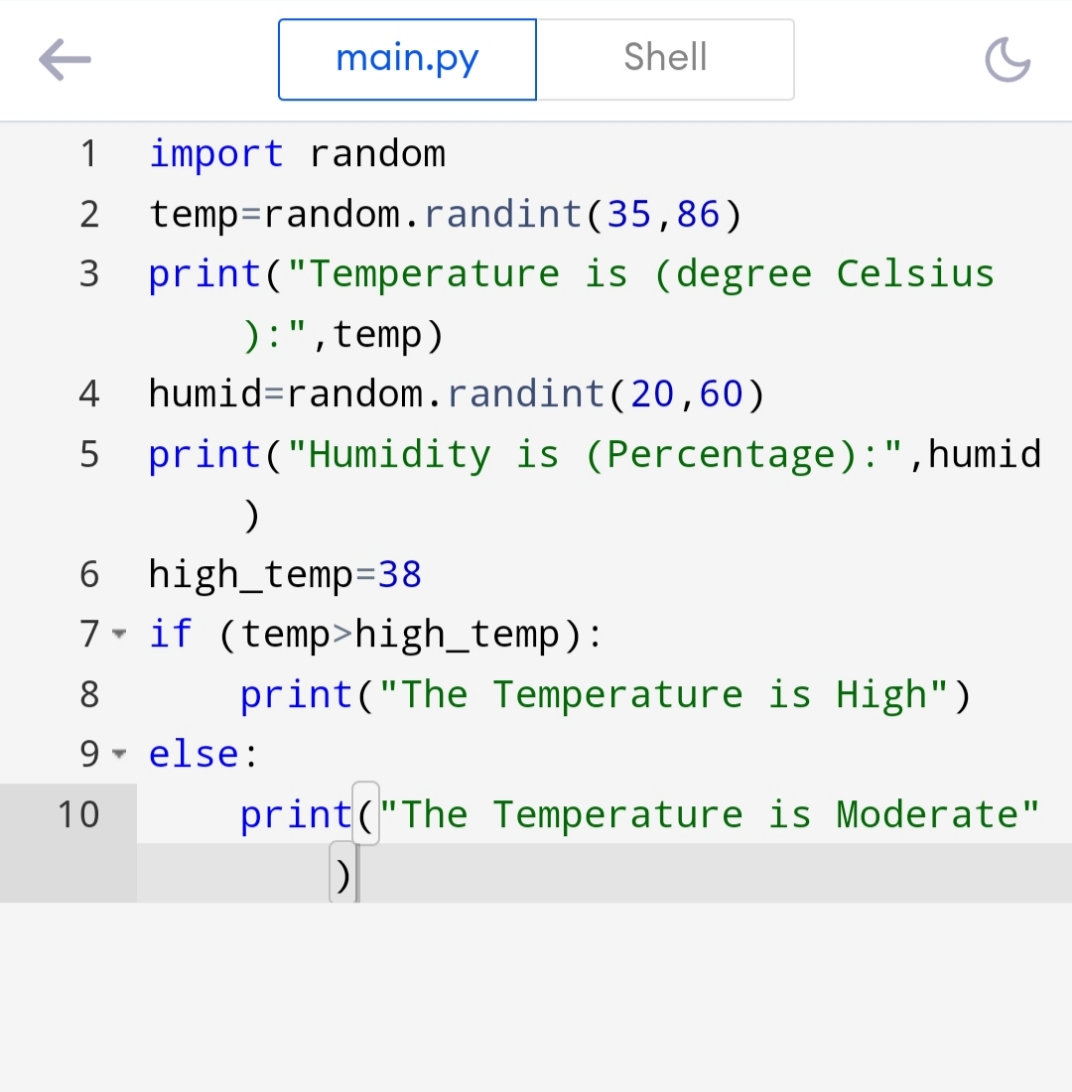 main.py Shell
1 import random
2 temp=random.randint(35,86)
3 print("Temperature is (degree Celsius
):",temp)
4 humid=random.randint(20,60)
5 print("Humidity is (Percentage):",humid
)
6 high_temp=38
7 if (temp>high_temp):
8     print("The Temperature is High")
9 else:
10     print("The Temperature is Moderate"
)